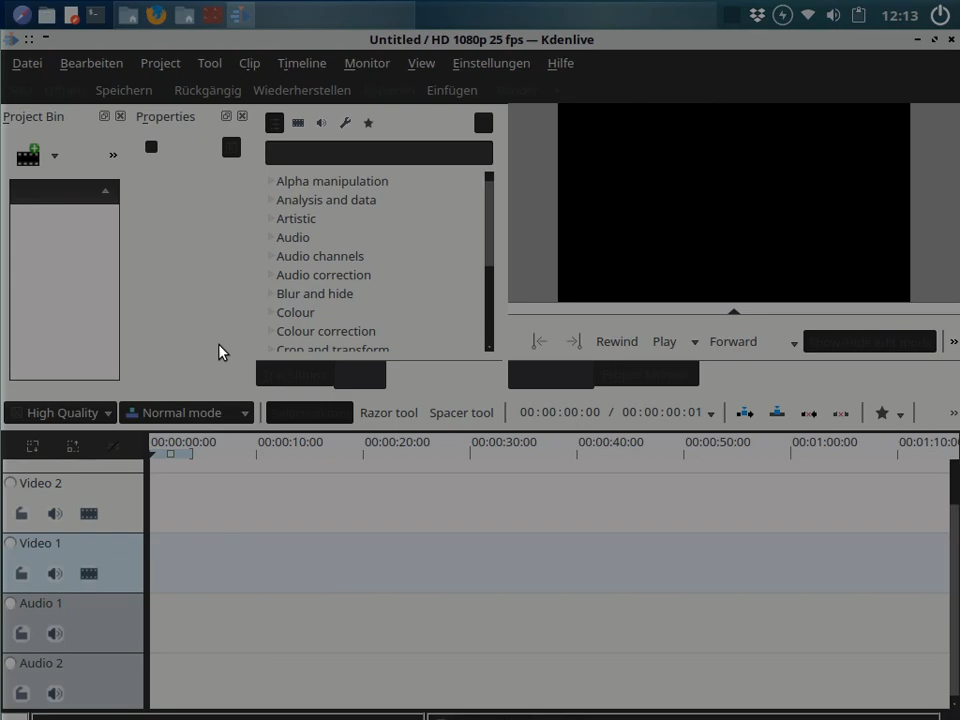 12:13
Untitled / HD 1080p 25 fps — Kdenlive
Datei Bearbeiten Project Tool Clip Timeline Monitor View Einstellungen Hilfe
Speichern Rückgängig Wiederherstellen Einfügen
Project Bin Properties
»
Alpha manipulation
Analysis and data
Artistic
Audio
Audio channels
Audio correction
Blur and hide
Colour
Colour correction
Crop and transform
Rewind Play Forward »
High Quality Normal mode Razor tool Spacer tool 00:00:00:00 / 00:00:00:01 »
00:00:00:00 00:00:10:00 00:00:20:00 00:00:30:00 00:00:40:00 00:00:50:00 00:01:00:00 00:01:10:00
Video 2
Video 1
Audio 1
Audio 2